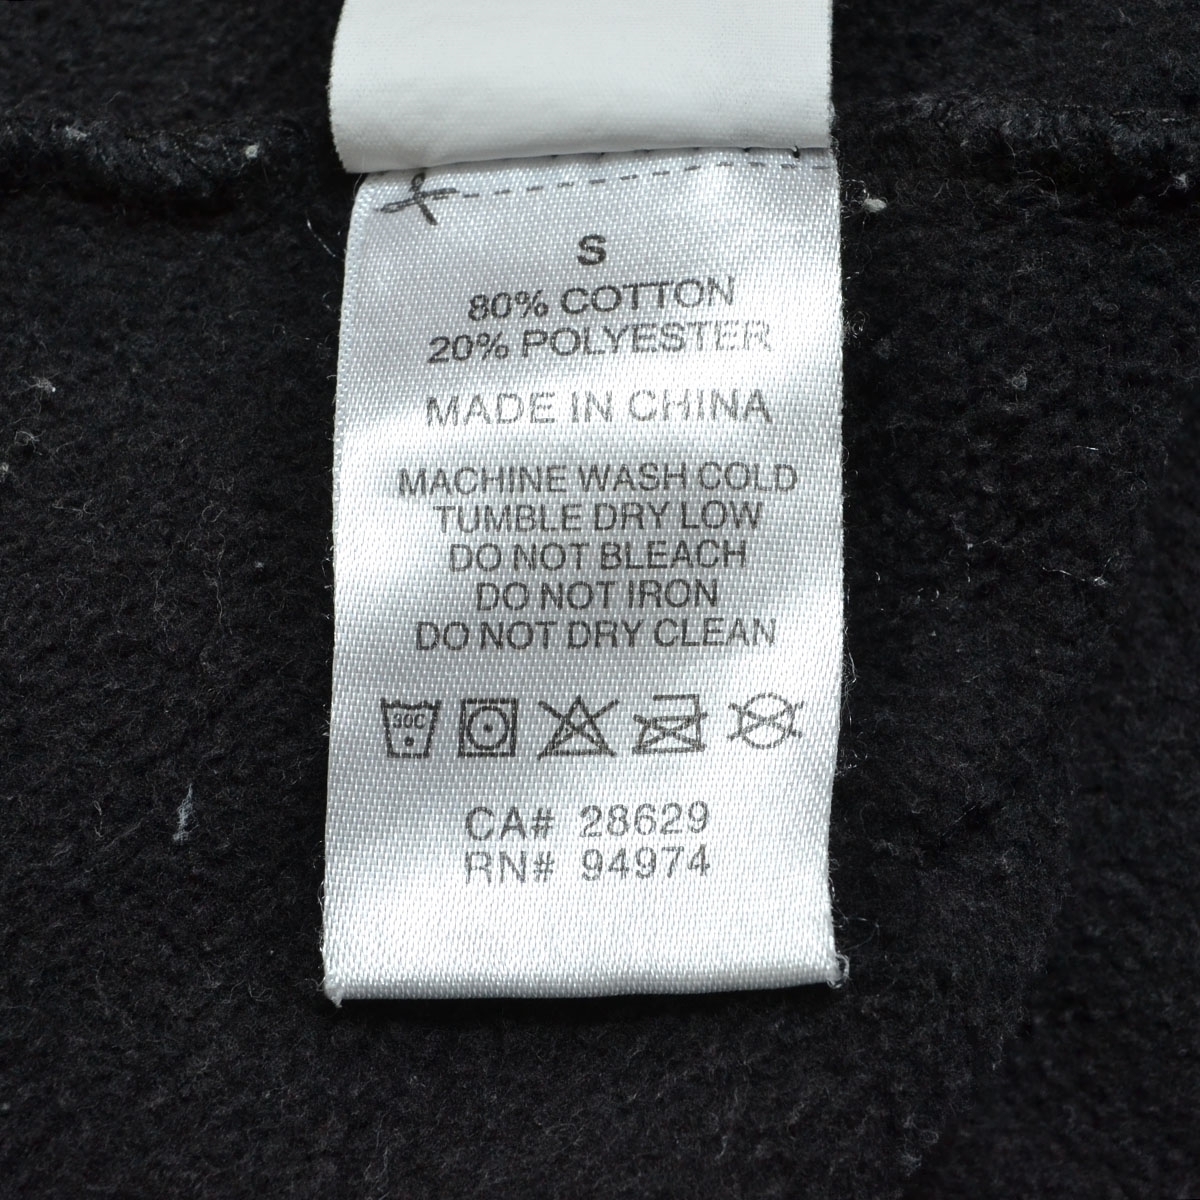 S
80% COTTON
20% POLYESTER
MADE IN CHINA
MACHINE WASH COLD
TUMBLE DRY LOW
DO NOT BLEACH
DO NOT IRON
DO NOT DRY CLEAN
30C
CA# 28629
RN# 94974